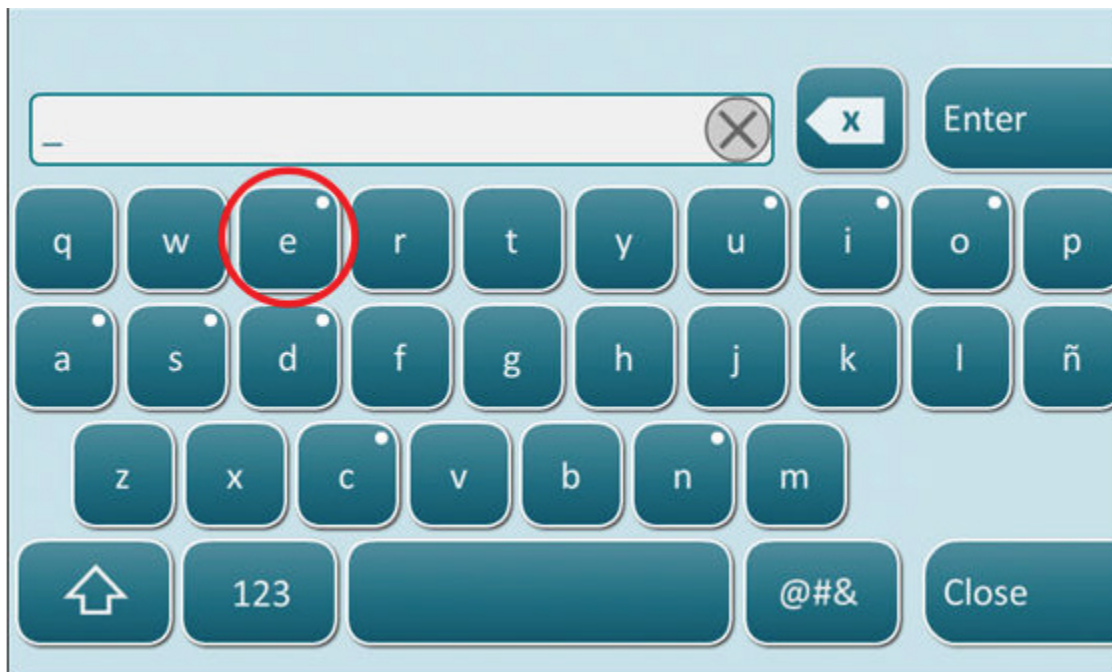 _
x Enter
q w e r t y u i o p
a s d f g h j k l ñ
z x c v b n m
123 @#& Close